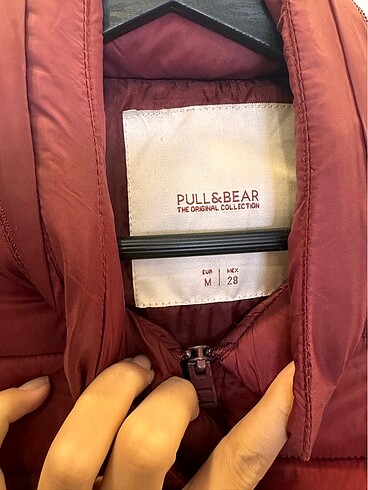 PULL&BEAR
THE ORIGINAL COLLECTION
EUR | MEX
M | 28